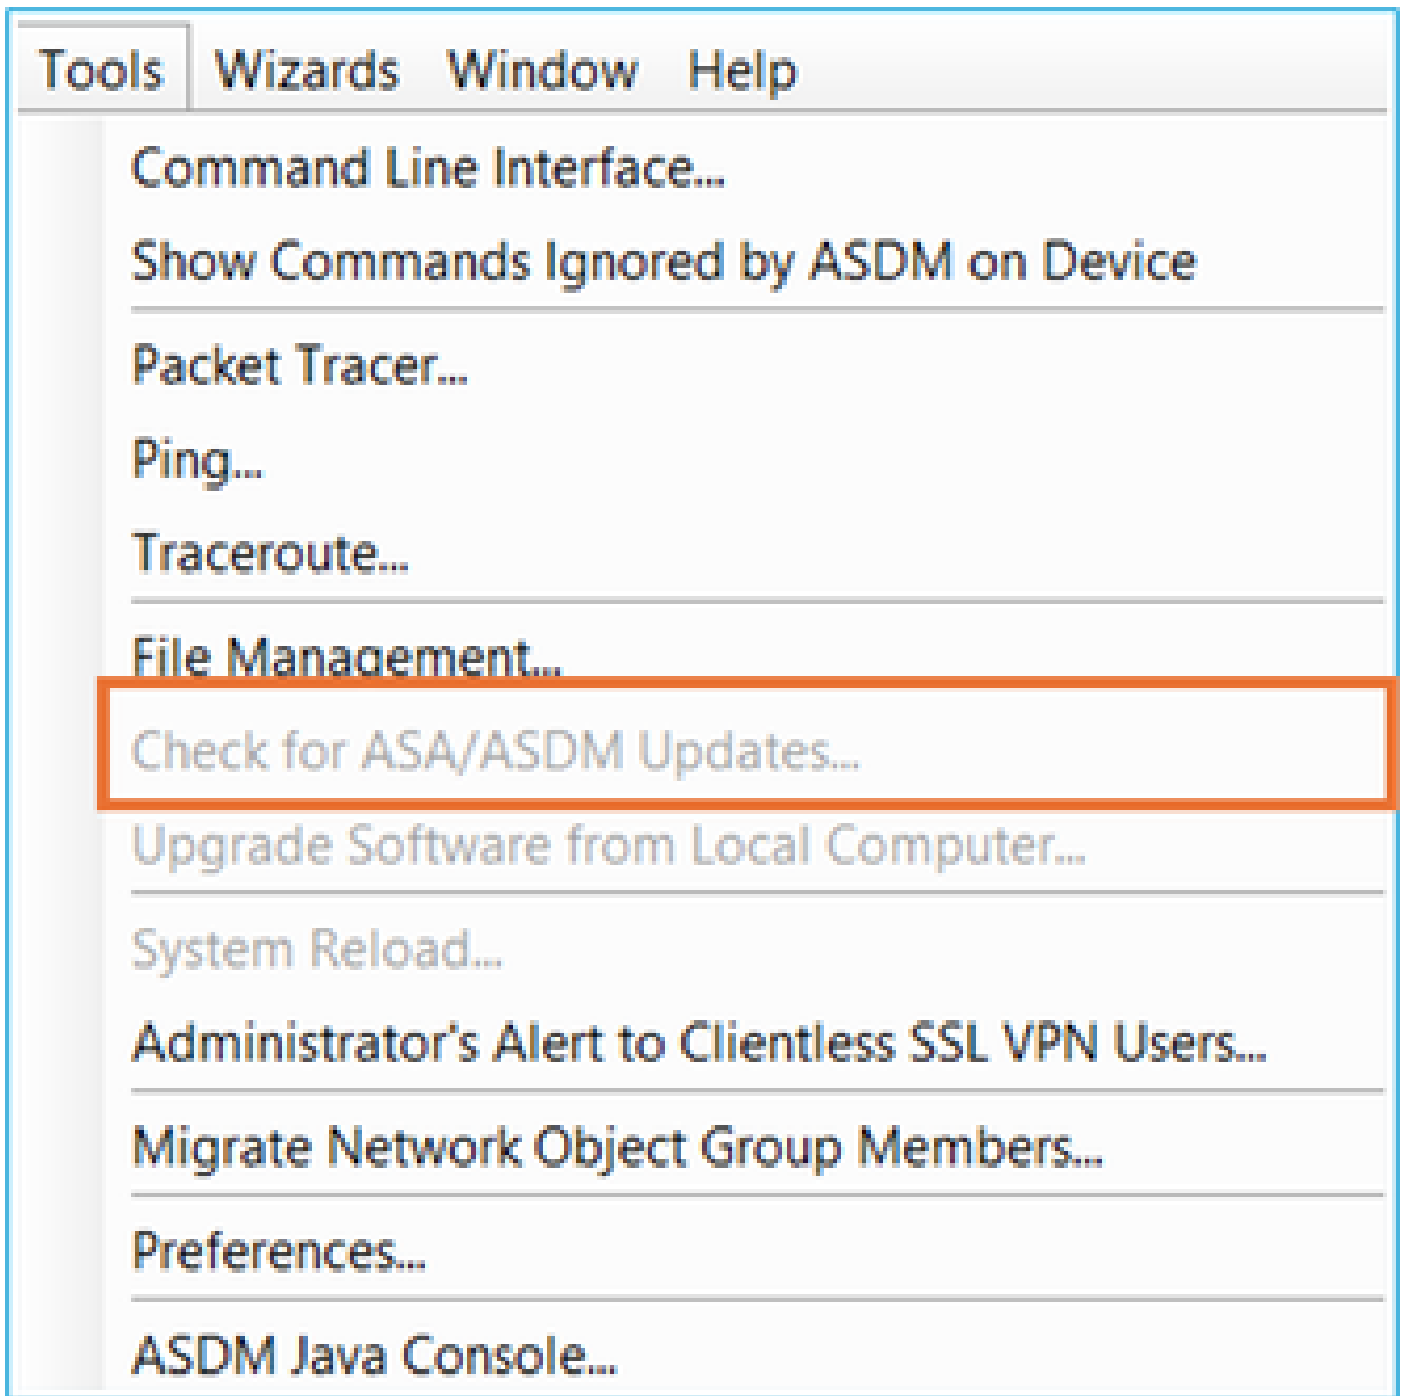 Tools Wizards Window Help
Command Line Interface...
Show Commands Ignored by ASDM on Device
Packet Tracer...
Ping...
Traceroute...
File Management...
Check for ASA/ASDM Updates...
Upgrade Software from Local Computer...
System Reload...
Administrator's Alert to Clientless SSL VPN Users...
Migrate Network Object Group Members...
Preferences...
ASDM Java Console...